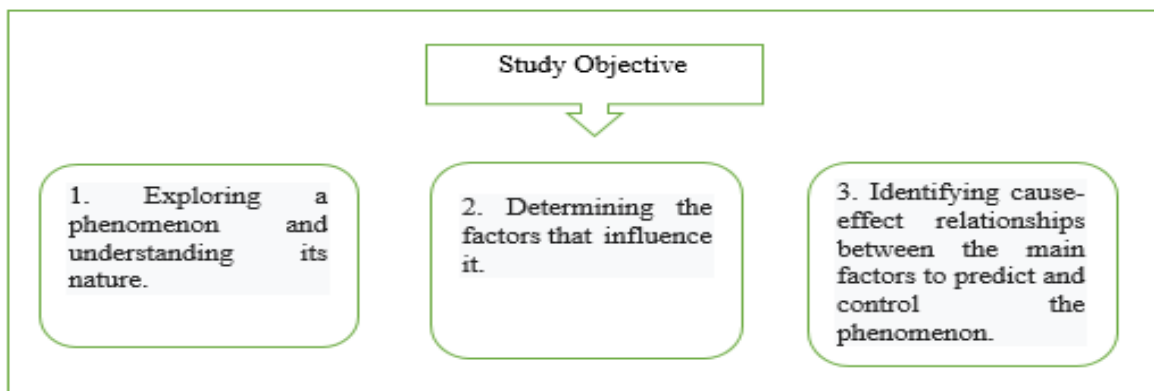 Study Objective
1. Exploring a
phenomenon and
understanding its
nature.
2. Determining the
factors that influence
it.
3. Identifying cause-
effect relationships
between the main
factors to predict and
control the
phenomenon.